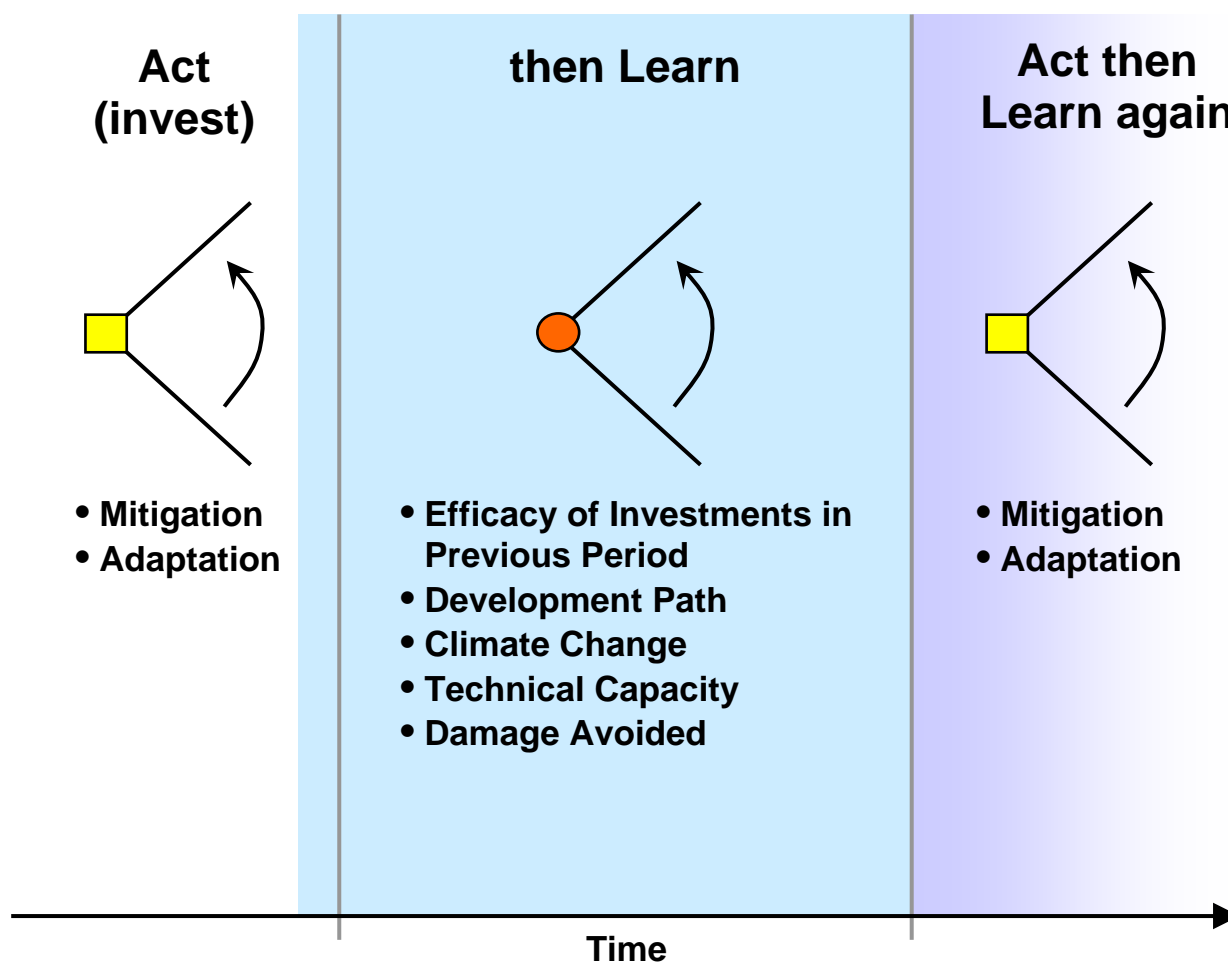 Act
(invest)
then Learn
Act then
Learn again
• Mitigation
• Adaptation
• Efficacy of Investments in
Previous Period
• Development Path
• Climate Change
• Technical Capacity
• Damage Avoided
• Mitigation
• Adaptation
Time